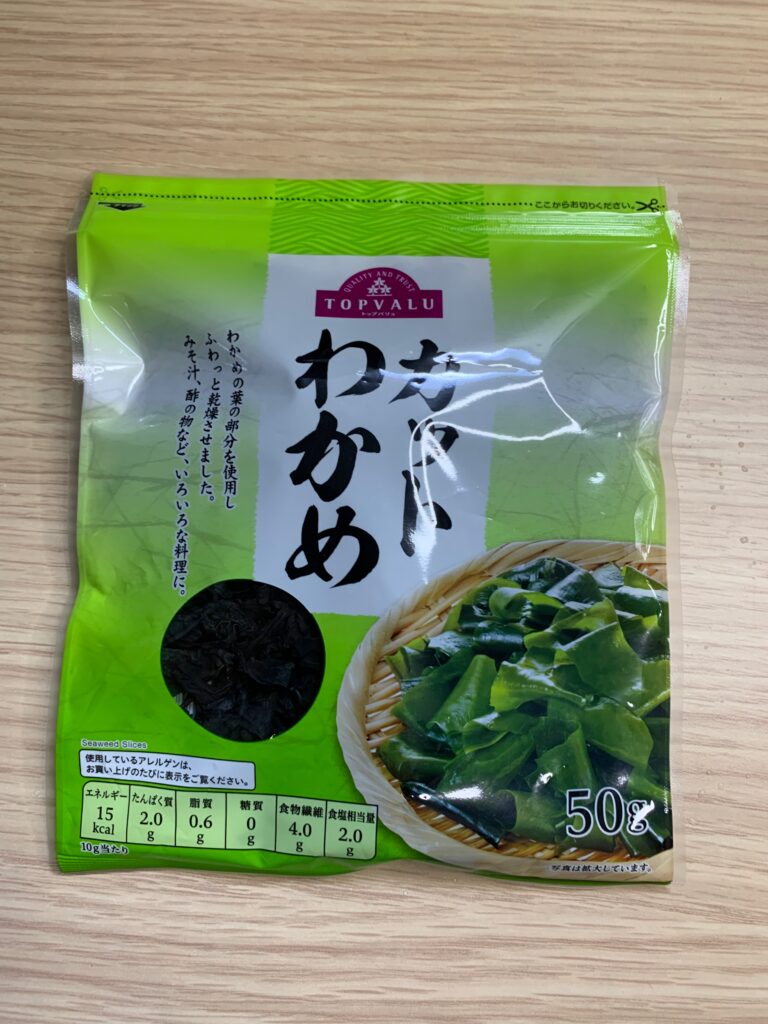 ここからお切りください。
QUALITY AND TRUST
TOPVALU
トップバリュ
カット
わかめ
わかめの葉の部分を使用し
ふわっと乾燥させました。
みそ汁、酢の物など、いろいろな料理に。
Seaweed Slices
使用しているアレルゲンは、
お買い上げのたびに表示をご覧ください。
エネルギー たんぱく質 脂質 糖質 食物繊維 食塩相当量
15 2.0 0.6 0 4.0 2.0
kcal g g g g g
10g当たり
50g
写真は拡大しています。